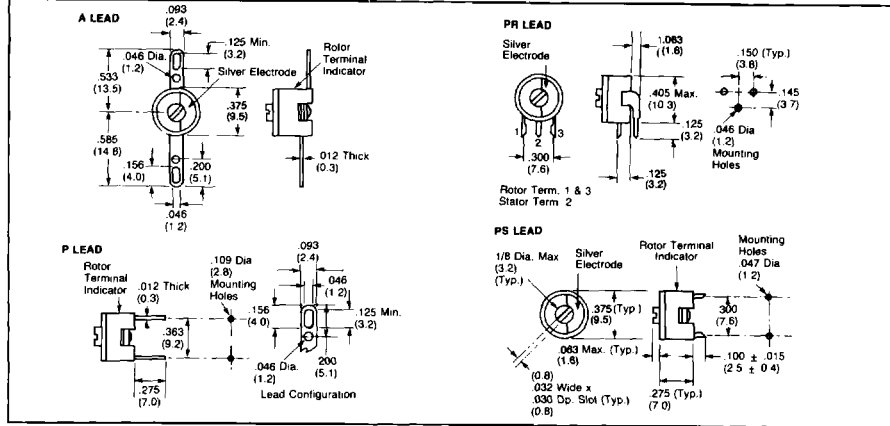 A LEAD
.093
(2.4)
.125 Min.
(3.2)
.046 Dia.
(1.2)
Silver Electrode
Rotor
Terminal
Indicator
.533
(13.5)
.375
(9.5)
.585
(14.8)
.156
(4.0)
.200
(5.1)
.012 Thick
(0.3)
.046
(1 2)
PR LEAD
Silver
Electrode
1.063
(1.6)
.150 (Typ.)
(3.8)
.405 Max.
(10 3)
.145
(3 7)
.125
(3.2)
.046 Dia
(1.2)
Mounting
Holes
1
2
3
.300
(7.6)
.125
(3.2)
Rotor Term. 1 & 3
Stator Term 2
P LEAD
Rotor
Terminal
Indicator
.012 Thick
(0.3)
.109 Dia
(2.8)
Mounting
Holes
.363
(9.2)
.275
(7.0)
.093
(2.4)
.046
(1 2)
.156
(4 0)
.125 Min.
(3.2)
.046 Dia.
(1.2)
.200
(5.1)
Lead Configuration
PS LEAD
1/8 Dia. Max
(3.2)
(Typ.)
Silver
Electrode
Rotor Terminal
Indicator
Mounting
Holes
.047 Dia
(1 2)
.375 (Typ)
(9.5)
.300
(7.6)
.063 Max. (Typ.)
(1.6)
.100 ± .015
(2 5 ± 0 4)
(0.8)
.032 Wide x
.030 Dp. Slot (Typ.)
(0.8)
.275 (Typ.)
(7 0)